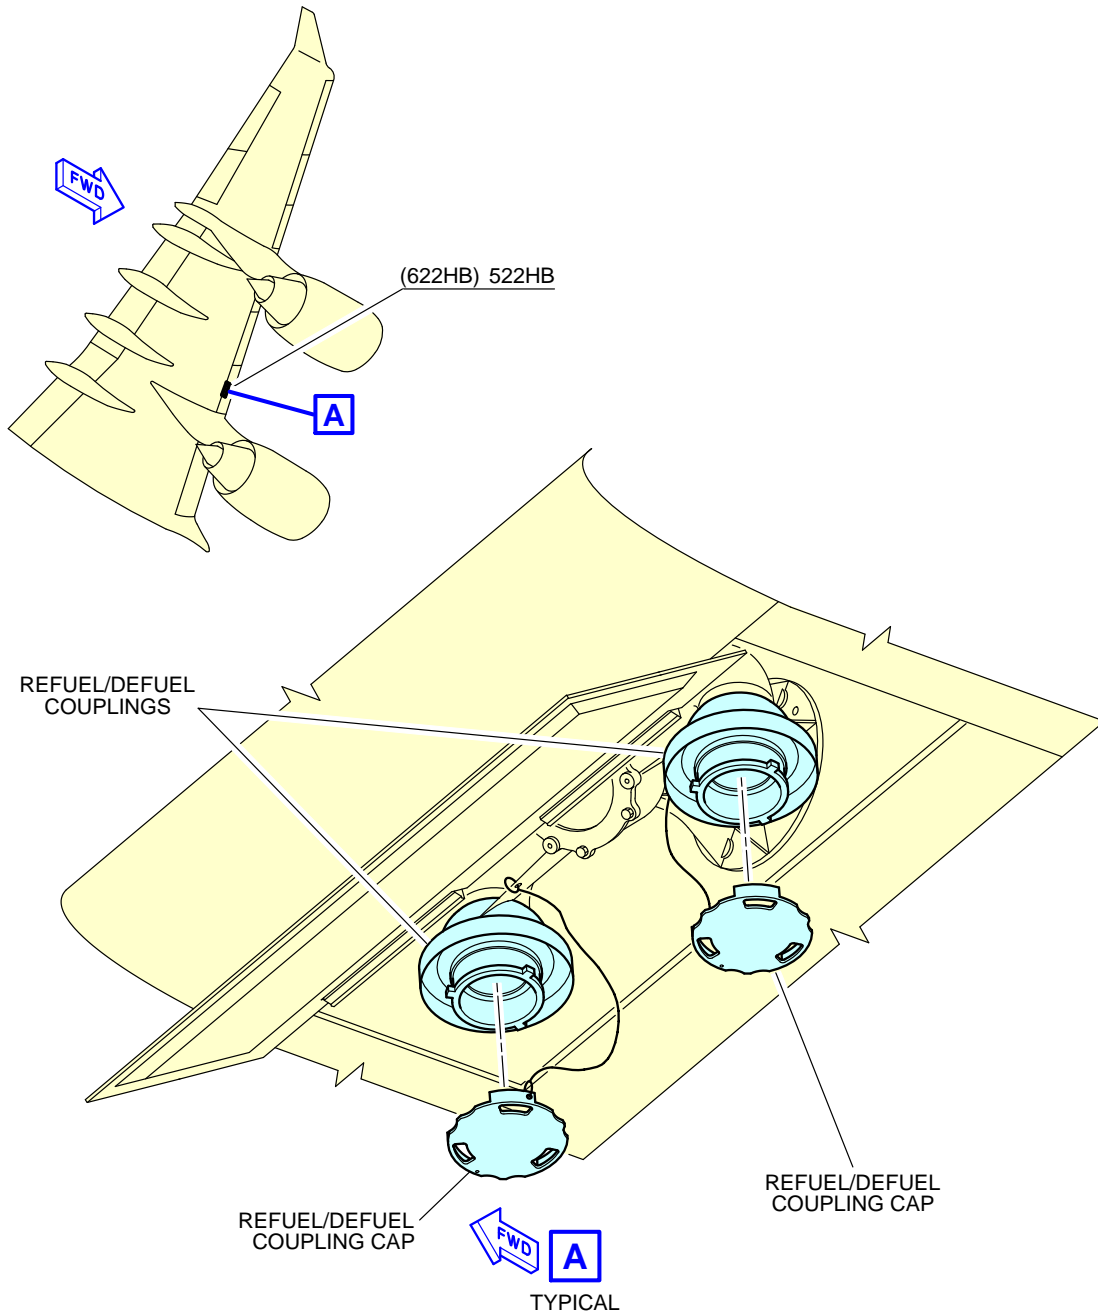 FWD
(622HB) 522HB
A
REFUEL/DEFUEL
COUPLINGS
REFUEL/DEFUEL
COUPLING CAP
REFUEL/DEFUEL
COUPLING CAP
FWD
A
TYPICAL